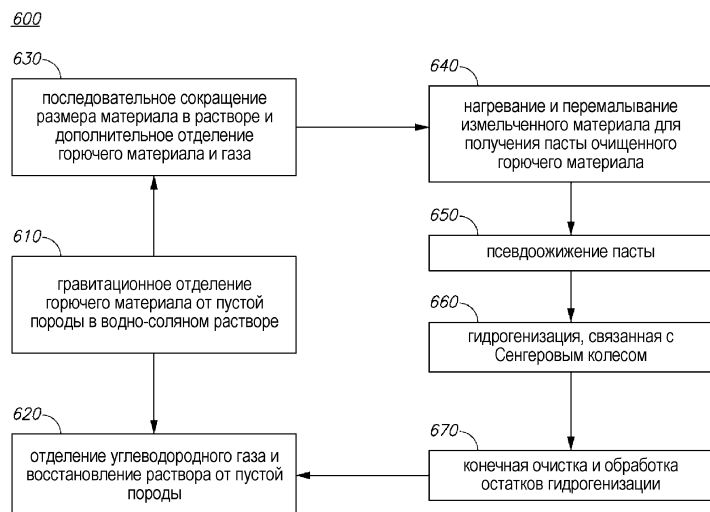 600
630
последовательное сокращение
размера материала в растворе и
дополнительное отделение
горючего материала и газа
640
нагревание и перемалывание
измельченного материала для
получения пасты очищенного
горючего материала
650
псевдоожижение пасты
610
гравитационное отделение
горючего материала от пустой
породы в водно-соляном растворе
660
гидрогенизация, связанная с
Сенгеровым колесом
620
отделение углеводородного газа и
восстановление раствора от пустой
породы
670
конечная очистка и обработка
остатков гидрогенизации